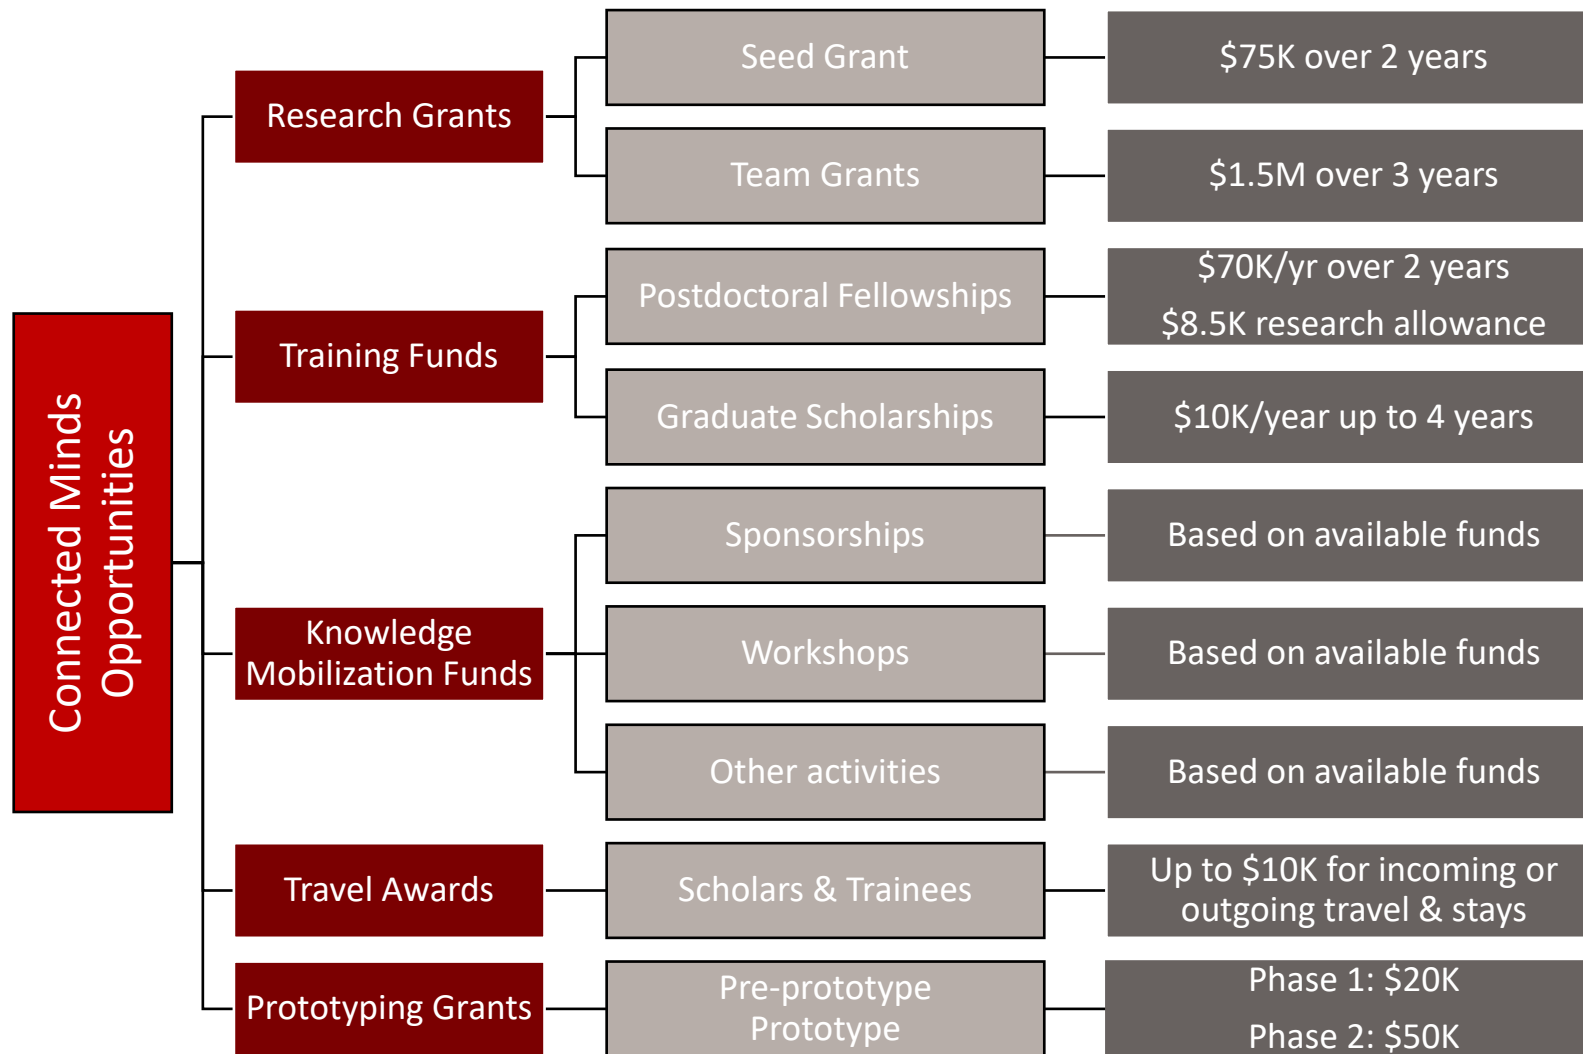 Connected Minds
Opportunities
Research Grants
Seed Grant
$75K over 2 years
Team Grants
$1.5M over 3 years
Training Funds
Postdoctoral Fellowships
$70K/yr over 2 years
$8.5K research allowance
Graduate Scholarships
$10K/year up to 4 years
Knowledge
Mobilization Funds
Sponsorships
Based on available funds
Workshops
Based on available funds
Other activities
Based on available funds
Travel Awards
Scholars & Trainees
Up to $10K for incoming or
outgoing travel & stays
Prototyping Grants
Pre-prototype
Prototype
Phase 1: $20K
Phase 2: $50K